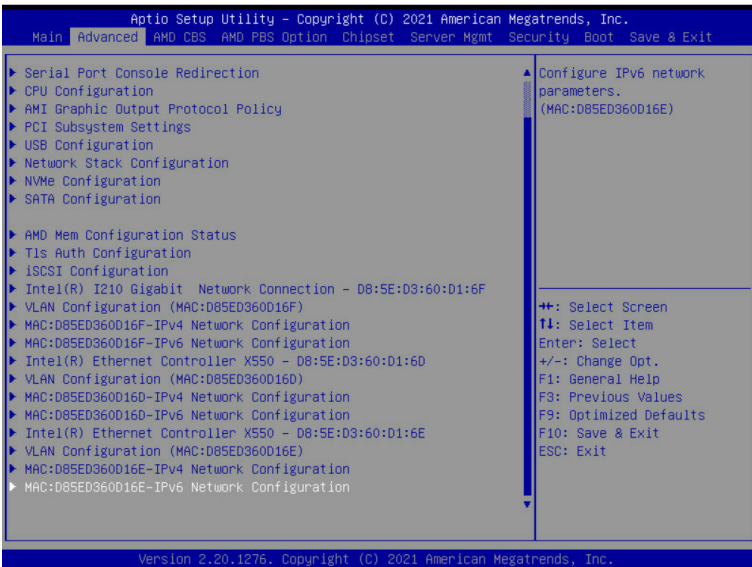 Aptio Setup Utility – Copyright (C) 2021 American Megatrends, Inc.
Main Advanced AMD CBS AMD PBS Option Chipset Server Mgmt Security Boot Save & Exit
▶ Serial Port Console Redirection
▶ CPU Configuration
▶ AMI Graphic Output Protocol Policy
▶ PCI Subsystem Settings
▶ USB Configuration
▶ Network Stack Configuration
▶ NVMe Configuration
▶ SATA Configuration
▶ AMD Mem Configuration Status
▶ Tls Auth Configuration
▶ iSCSI Configuration
▶ Intel(R) I210 Gigabit Network Connection – D8:5E:D3:60:D1:6F
▶ VLAN Configuration (MAC:D85ED360D16F)
▶ MAC:D85ED360D16F-IPv4 Network Configuration
▶ MAC:D85ED360D16F-IPv6 Network Configuration
▶ Intel(R) Ethernet Controller X550 – D8:5E:D3:60:D1:6D
▶ VLAN Configuration (MAC:D85ED360D16D)
▶ MAC:D85ED360D16D-IPv4 Network Configuration
▶ MAC:D85ED360D16D-IPv6 Network Configuration
▶ Intel(R) Ethernet Controller X550 – D8:5E:D3:60:D1:6E
▶ VLAN Configuration (MAC:D85ED360D16E)
▶ MAC:D85ED360D16E-IPv4 Network Configuration
▶ MAC:D85ED360D16E-IPv6 Network Configuration
Configure IPv6 network
parameters.
(MAC:D85ED360D16E)
→←: Select Screen
↑↓: Select Item
Enter: Select
+/-: Change Opt.
F1: General Help
F3: Previous Values
F9: Optimized Defaults
F10: Save & Exit
ESC: Exit
Version 2.20.1276. Copyright (C) 2021 American Megatrends, Inc.